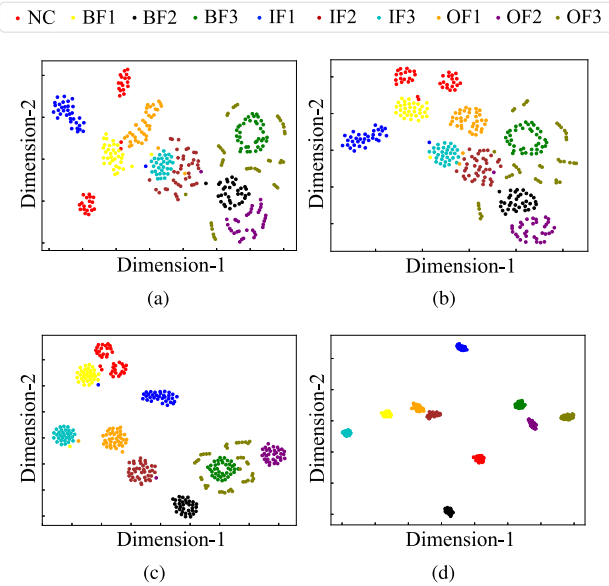 NC BF1 BF2 BF3 IF1 IF2 IF3 OF1 OF2 OF3
Dimension-2
Dimension-1
(a)
Dimension-2
Dimension-1
(b)
Dimension-2
Dimension-1
(c)
Dimension-2
Dimension-1
(d)